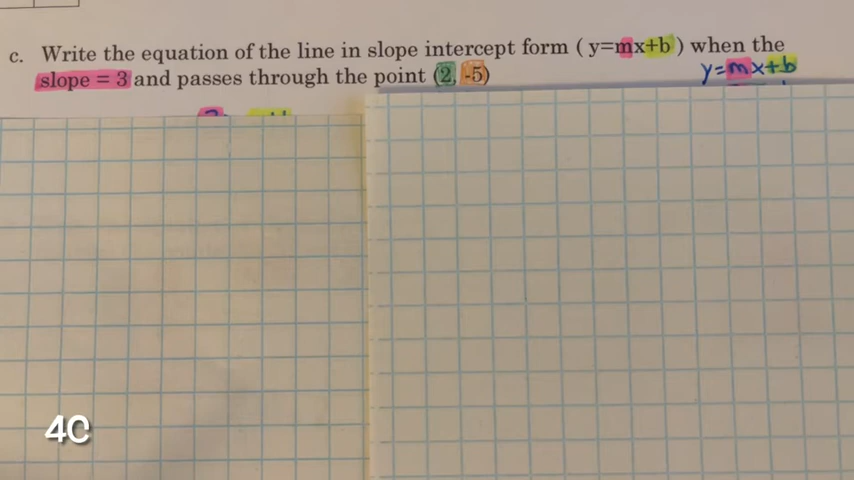 c. Write the equation of the line in slope intercept form ( y=mx+b ) when the
slope = 3 and passes through the point (2, -5)
y=mx+b
4C